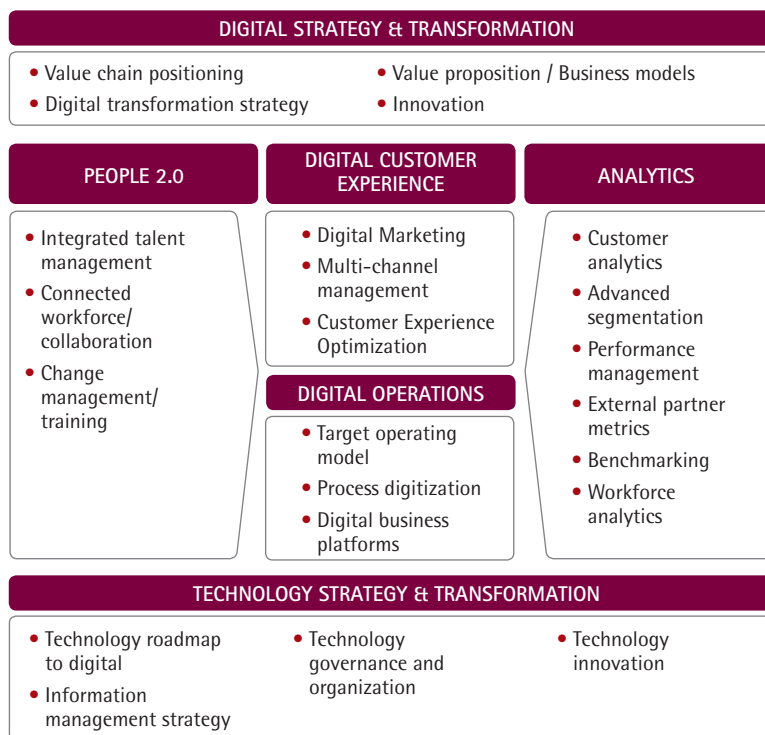 DIGITAL STRATEGY & TRANSFORMATION
• Value chain positioning
• Digital transformation strategy
• Value proposition / Business models
• Innovation
PEOPLE 2.0
• Integrated talent
management
• Connected
workforce/
collaboration
• Change
management/
training
DIGITAL CUSTOMER
EXPERIENCE
• Digital Marketing
• Multi-channel
management
• Customer Experience
Optimization
DIGITAL OPERATIONS
• Target operating
model
• Process digitization
• Digital business
platforms
ANALYTICS
• Customer
analytics
• Advanced
segmentation
• Performance
management
• External partner
metrics
• Benchmarking
• Workforce
analytics
TECHNOLOGY STRATEGY & TRANSFORMATION
• Technology roadmap
to digital
• Information
management strategy
• Technology
governance and
organization
• Technology
innovation